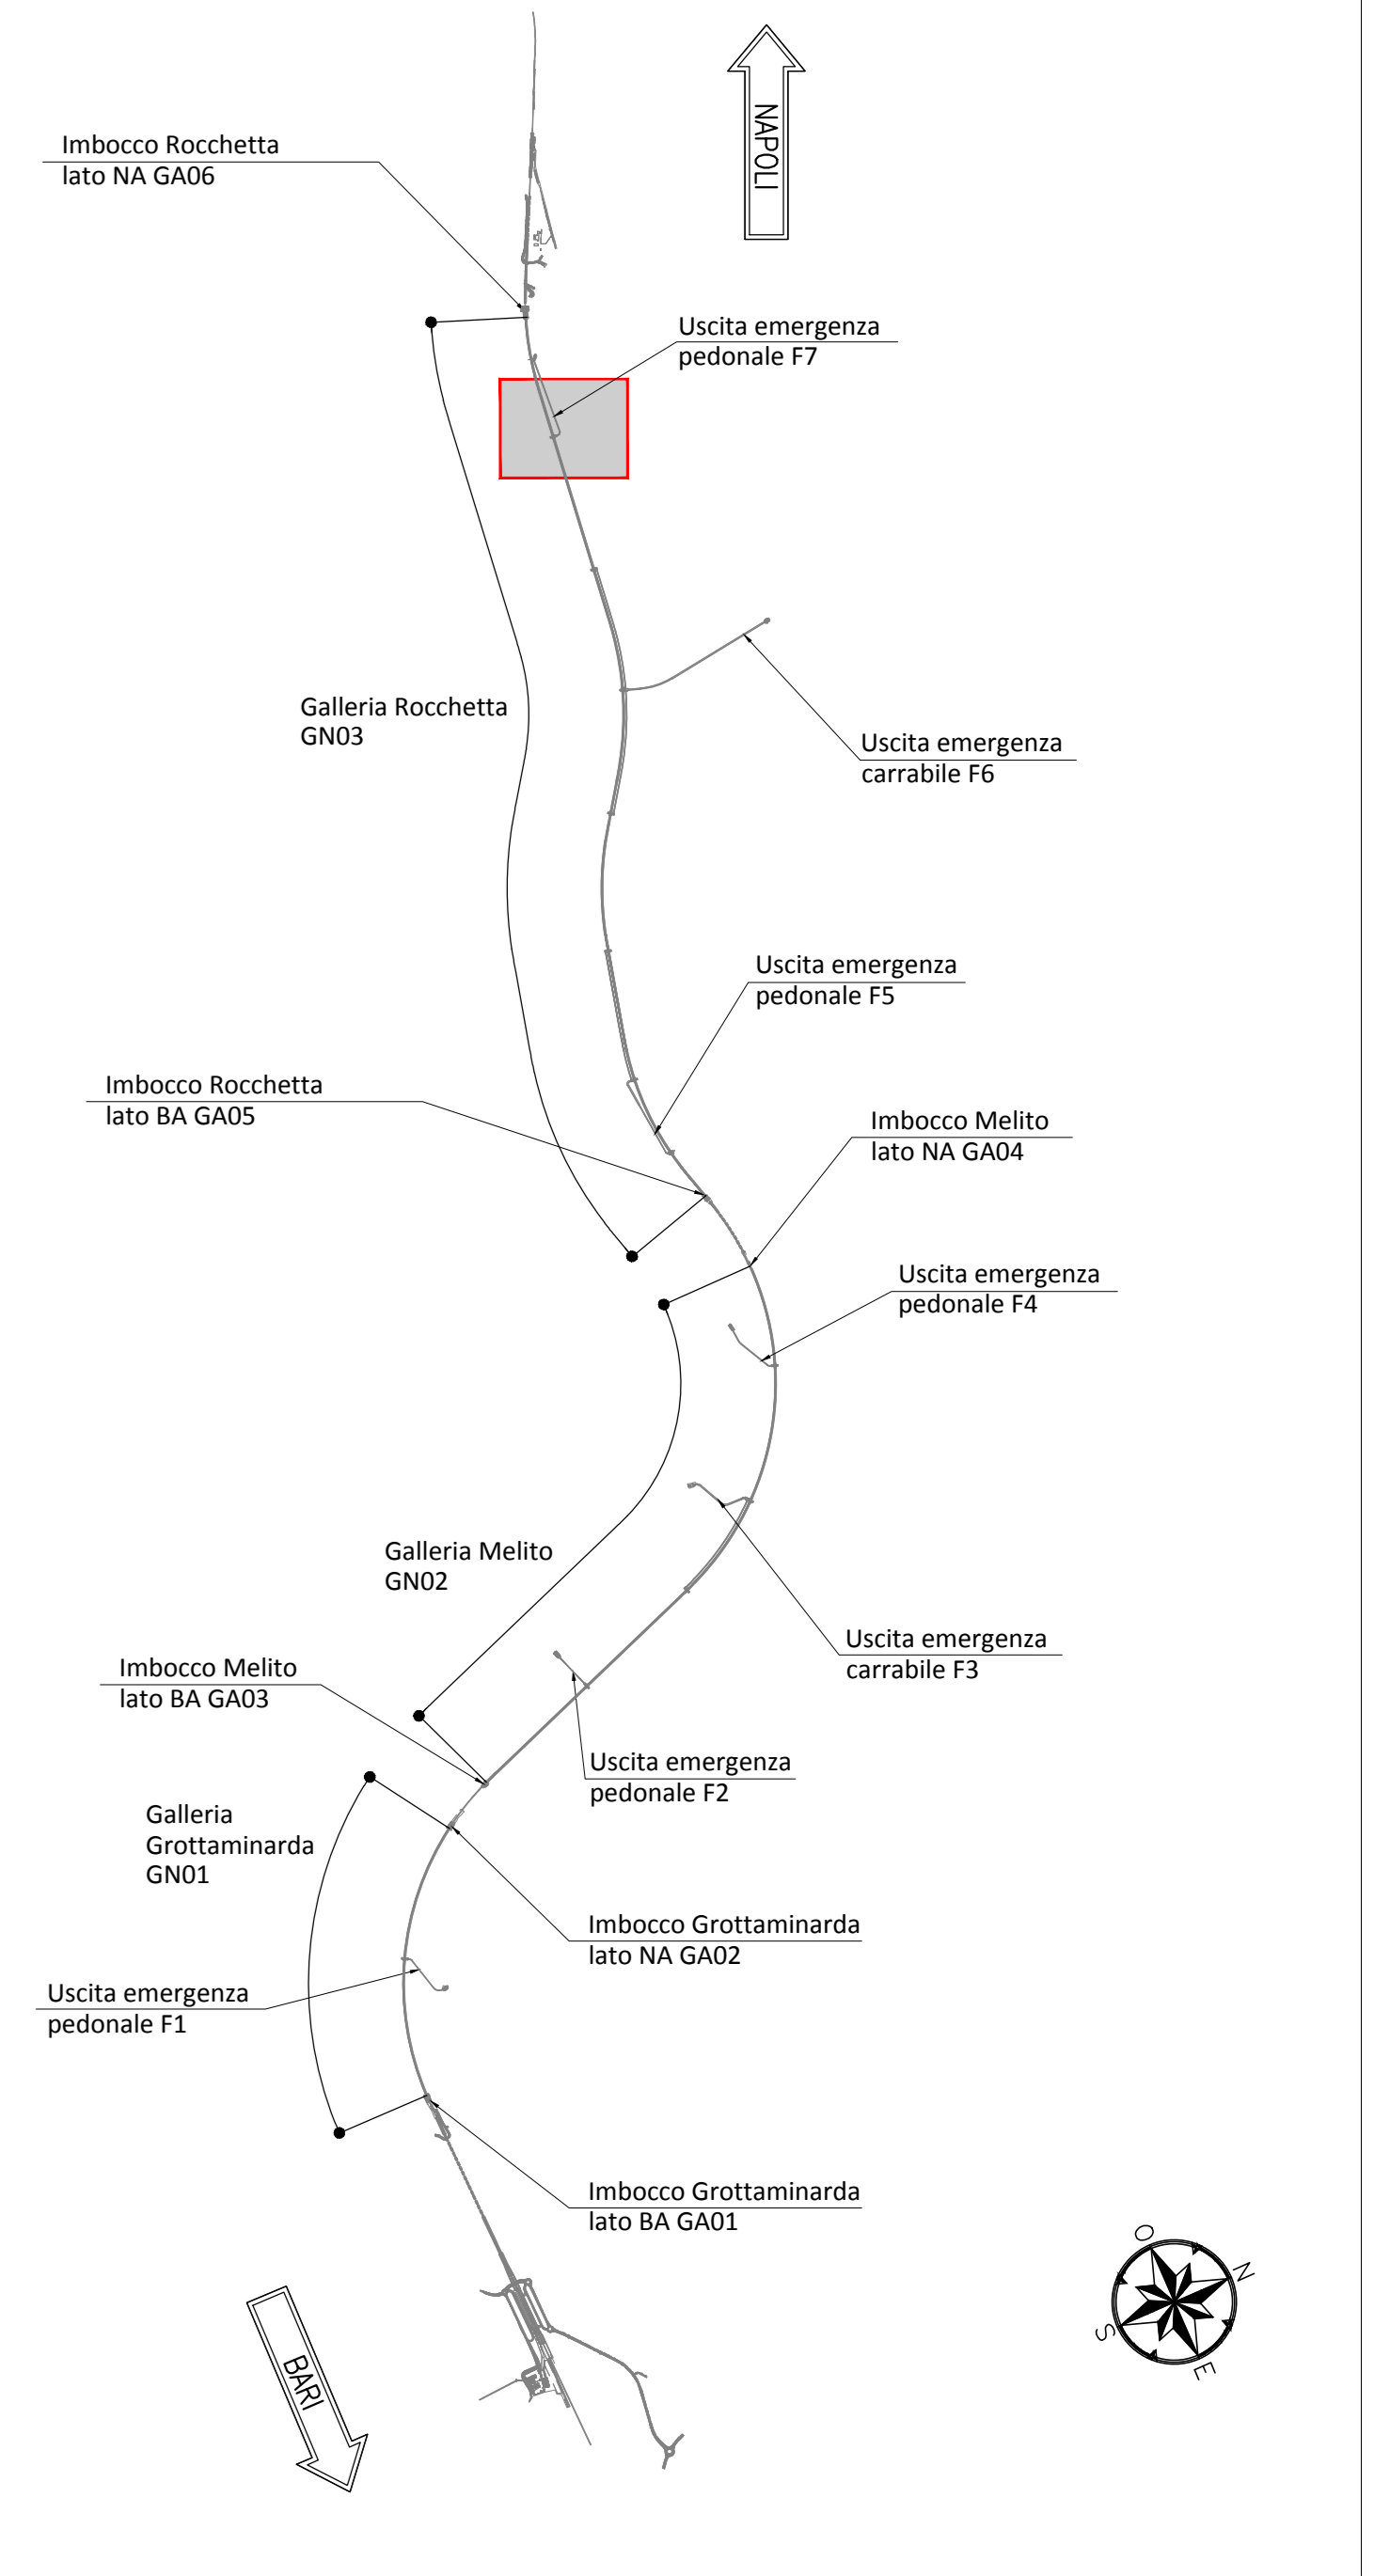 NAPOLI
Imbocco Rocchetta
lato NA GA06
Uscita emergenza
pedonale F7
Galleria Rocchetta
GN03
Uscita emergenza
carrabile F6
Uscita emergenza
pedonale F5
Imbocco Rocchetta
lato BA GA05
Imbocco Melito
lato NA GA04
Uscita emergenza
pedonale F4
Galleria Melito
GN02
Uscita emergenza
carrabile F3
Imbocco Melito
lato BA GA03
Uscita emergenza
pedonale F2
Galleria
Grottaminarda
GN01
Imbocco Grottaminarda
lato NA GA02
Uscita emergenza
pedonale F1
Imbocco Grottaminarda
lato BA GA01
O
N
S
E
BARI